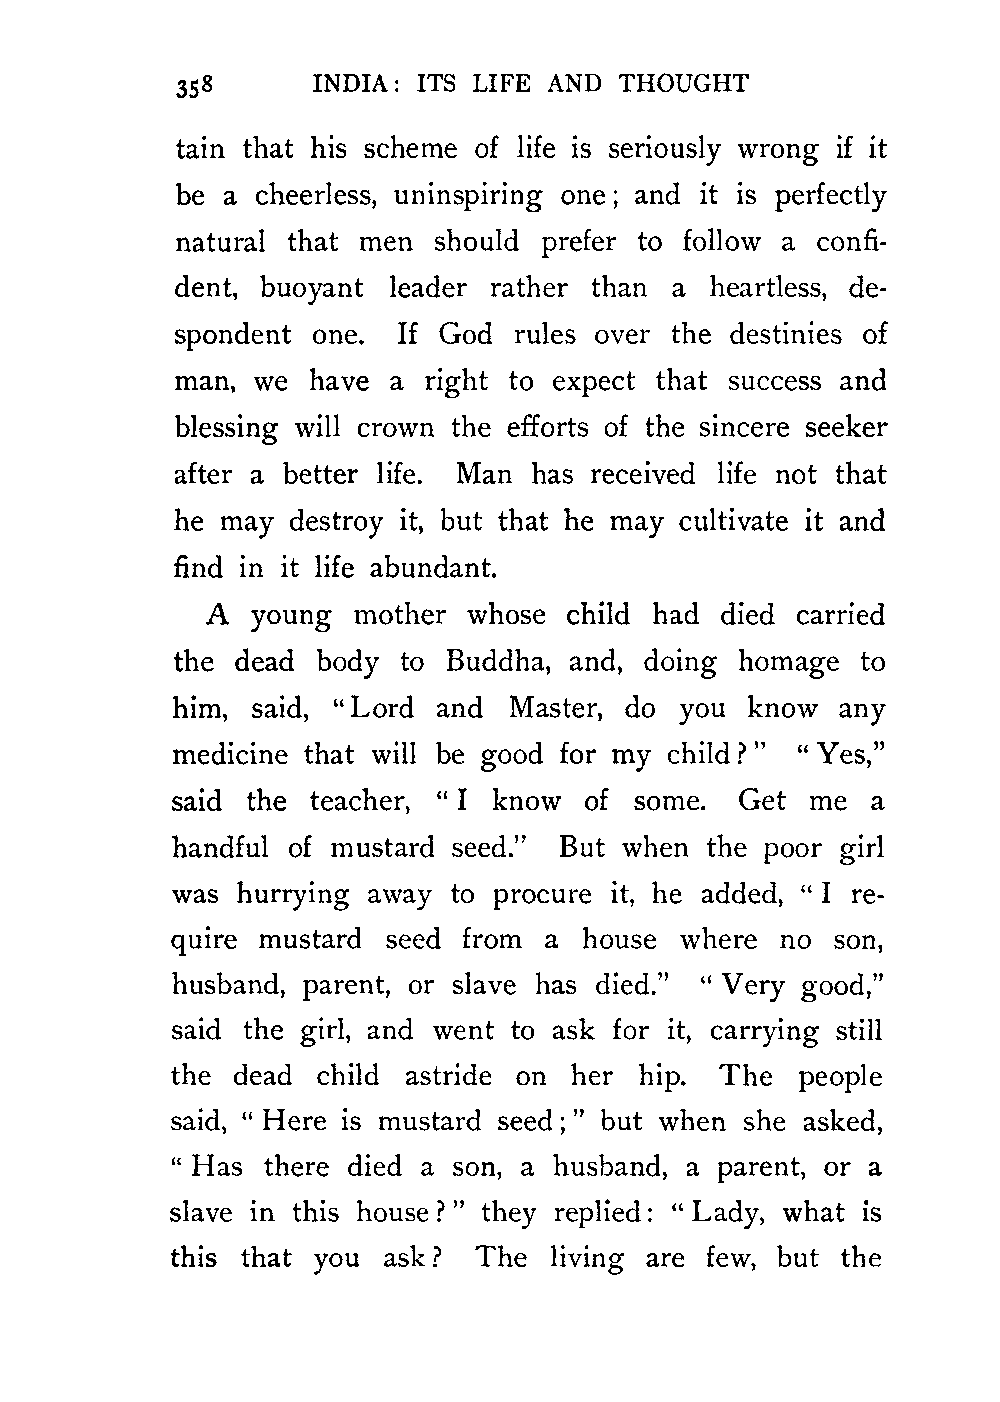 358 INDIA: ITS LIFE AND THOUGHT
tain that his scheme of life is seriously wrong if it
be a cheerless, uninspiring one; and it is perfectly
natural that men should prefer to follow a confi-
dent, buoyant leader rather than a heartless, de-
spondent one. If God rules over the destinies of
man, we have a right to expect that success and
blessing will crown the efforts of the sincere seeker
after a better life. Man has received life not that
he may destroy it, but that he may cultivate it and
find in it life abundant.
A young mother whose child had died carried
the dead body to Buddha, and, doing homage to
him, said, "Lord and Master, do you know any
medicine that will be good for my child?" "Yes,"
said the teacher, "I know of some. Get me a
handful of mustard seed." But when the poor girl
was hurrying away to procure it, he added, "I re-
quire mustard seed from a house where no son,
husband, parent, or slave has died." "Very good,"
said the girl, and went to ask for it, carrying still
the dead child astride on her hip. The people
said, "Here is mustard seed;" but when she asked,
"Has there died a son, a husband, a parent, or a
slave in this house?" they replied: "Lady, what is
this that you ask? The living are few, but the